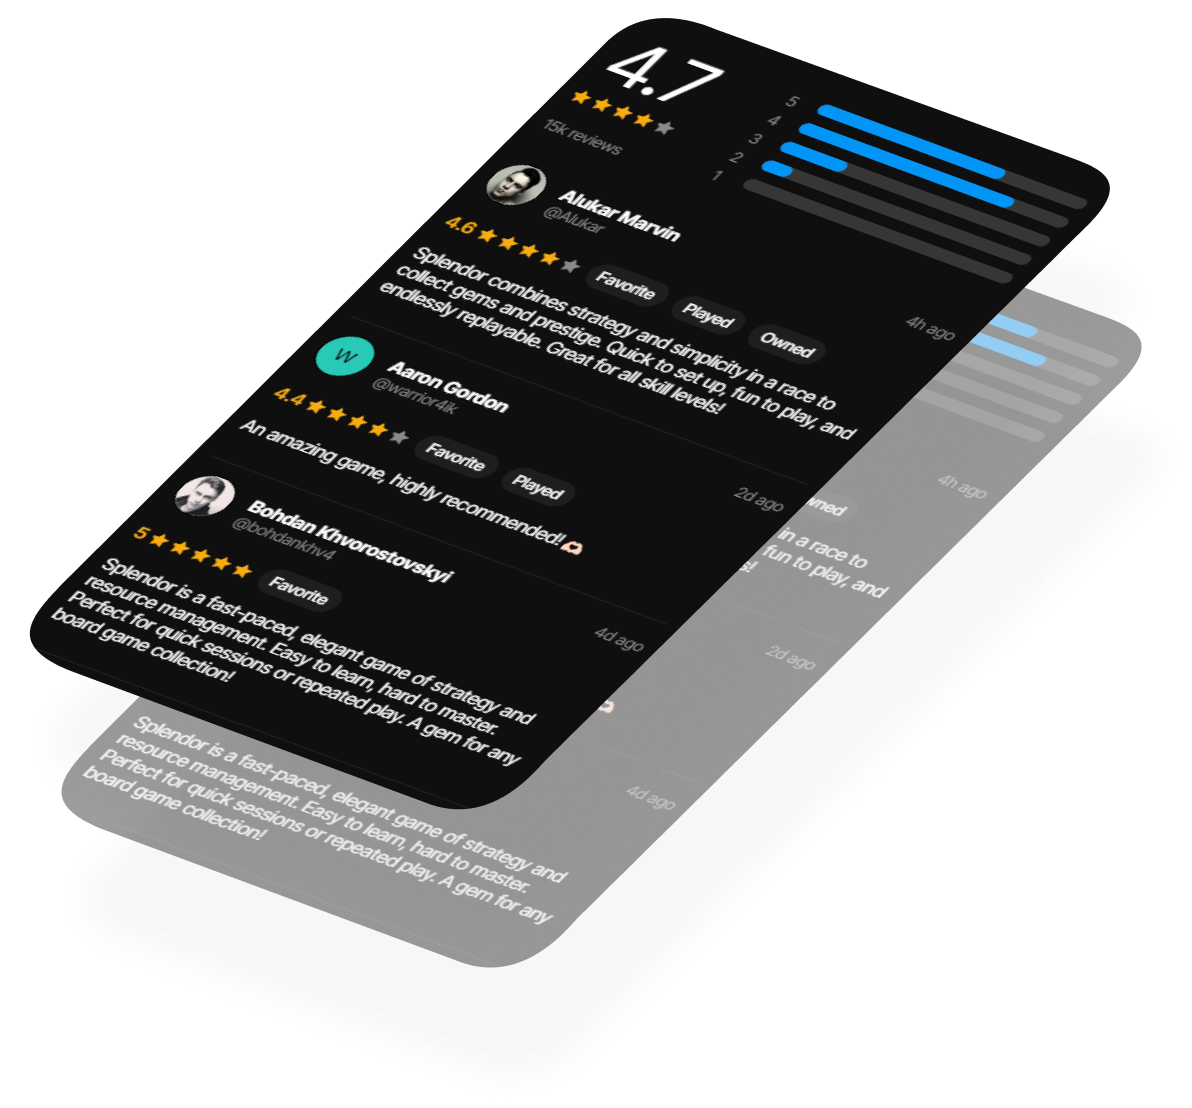 4.7
15k reviews
5
4
3
2
1
Alukar Marvin
@Alukar
4h ago
4.6
Favorite
Played
Owned
Splendor combines strategy and simplicity in a race to
collect gems and prestige. Quick to set up, fun to play, and
endlessly replayable. Great for all skill levels!
W
Aaron Gordon
@warrior4ik
2d ago
4.4
Favorite
Played
An amazing game, highly recommended!🫶🏻
Bohdan Khvorostovskyi
@bohdankhv4
4d ago
5
Favorite
Splendor is a fast-paced, elegant game of strategy and
resource management. Easy to learn, hard to master.
Perfect for quick sessions or repeated play. A gem for any
board game collection!
4h ago
wned
in a race to
fun to play, and
s!
2d ago
4d ago
Splendor is a fast-paced, elegant game of strategy and
resource management. Easy to learn, hard to master.
Perfect for quick sessions or repeated play. A gem for any
board game collection!